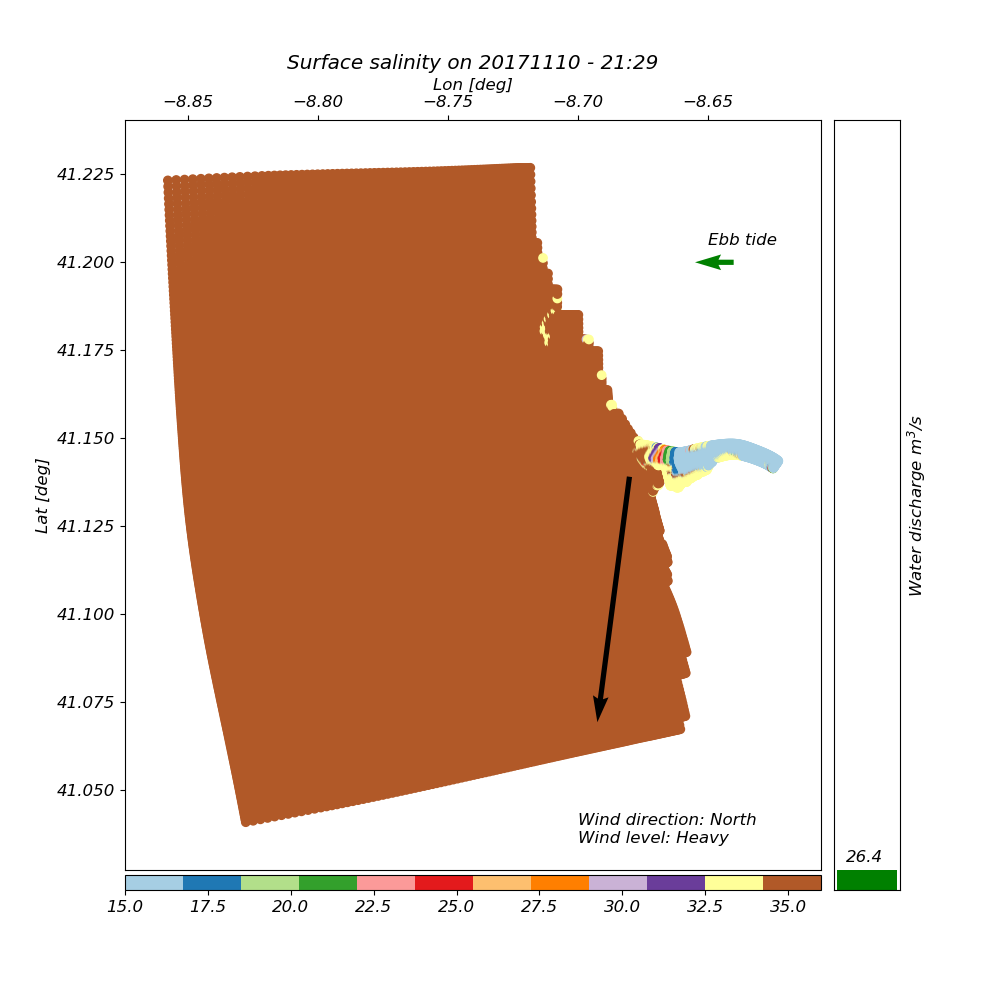 Surface salinity on 20171110 - 21:29
Lon [deg]
−8.85 −8.80 −8.75 −8.70 −8.65
41.225
41.200
41.175
41.150
41.125
41.100
41.075
41.050
Lat [deg]
Ebb tide
Wind direction: North
Wind level: Heavy
Water discharge m³/s
26.4
15.0 17.5 20.0 22.5 25.0 27.5 30.0 32.5 35.0